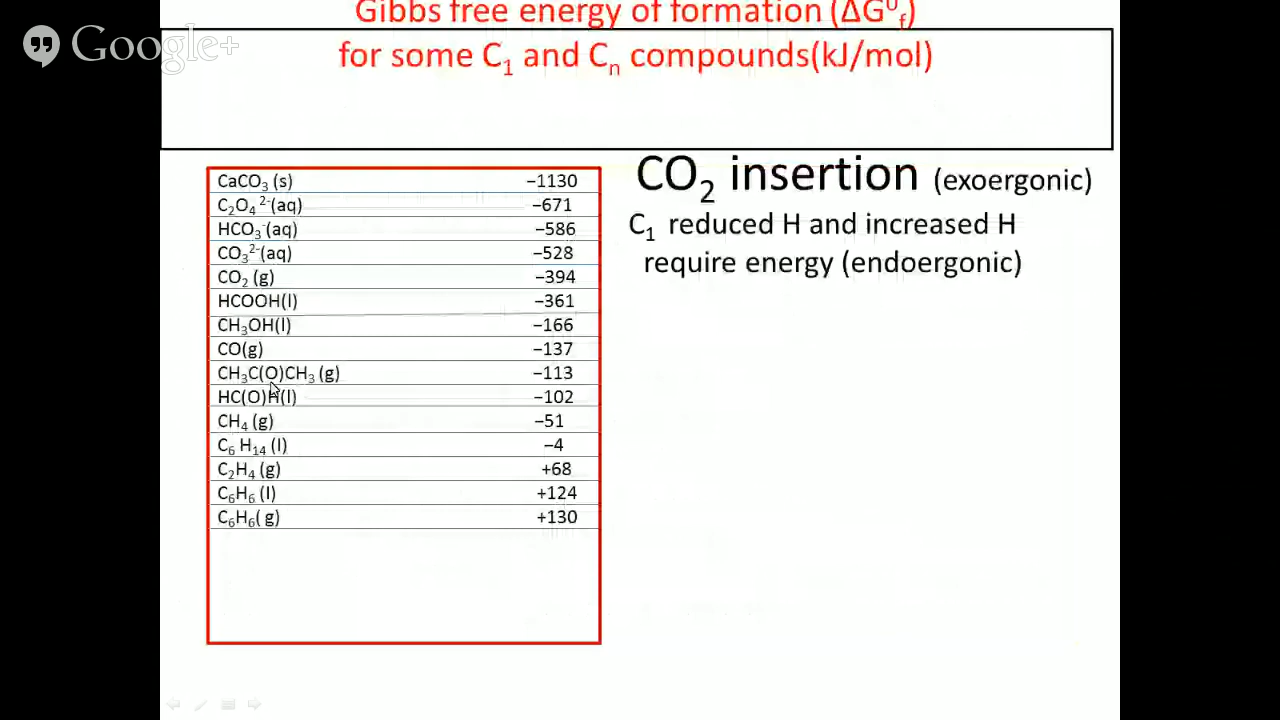 Google+
Gibbs free energy of formation (ΔG⁰f)
for some C₁ and Cₙ compounds(kJ/mol)
CaCO₃ (s) −1130
C₂O₄ ²⁻(aq) −671
HCO₃⁻(aq) −586
CO₃²⁻(aq) −528
CO₂ (g) −394
HCOOH(l) −361
CH₃OH(l) −166
CO(g) −137
CH₃C(O)CH₃ (g) −113
HC(O)H(l) −102
CH₄ (g) −51
C₆ H₁₄ (l) −4
C₂H₄ (g) +68
C₆H₆ (l) +124
C₆H₆( g) +130
CO₂ insertion (exoergonic)
C₁ reduced H and increased H
require energy (endoergonic)